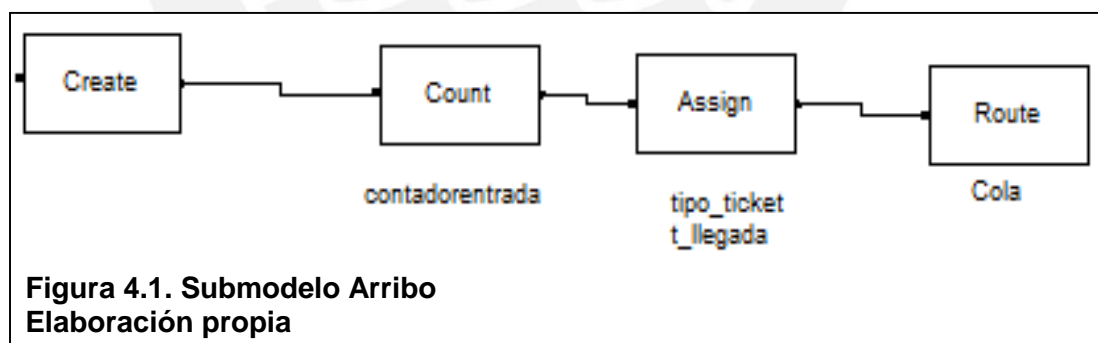 Create
Count
Assign
Route
contadorentrada
tipo_ticket
t_llegada
Cola
Figura 4.1. Submodelo Arribo
Elaboración propia